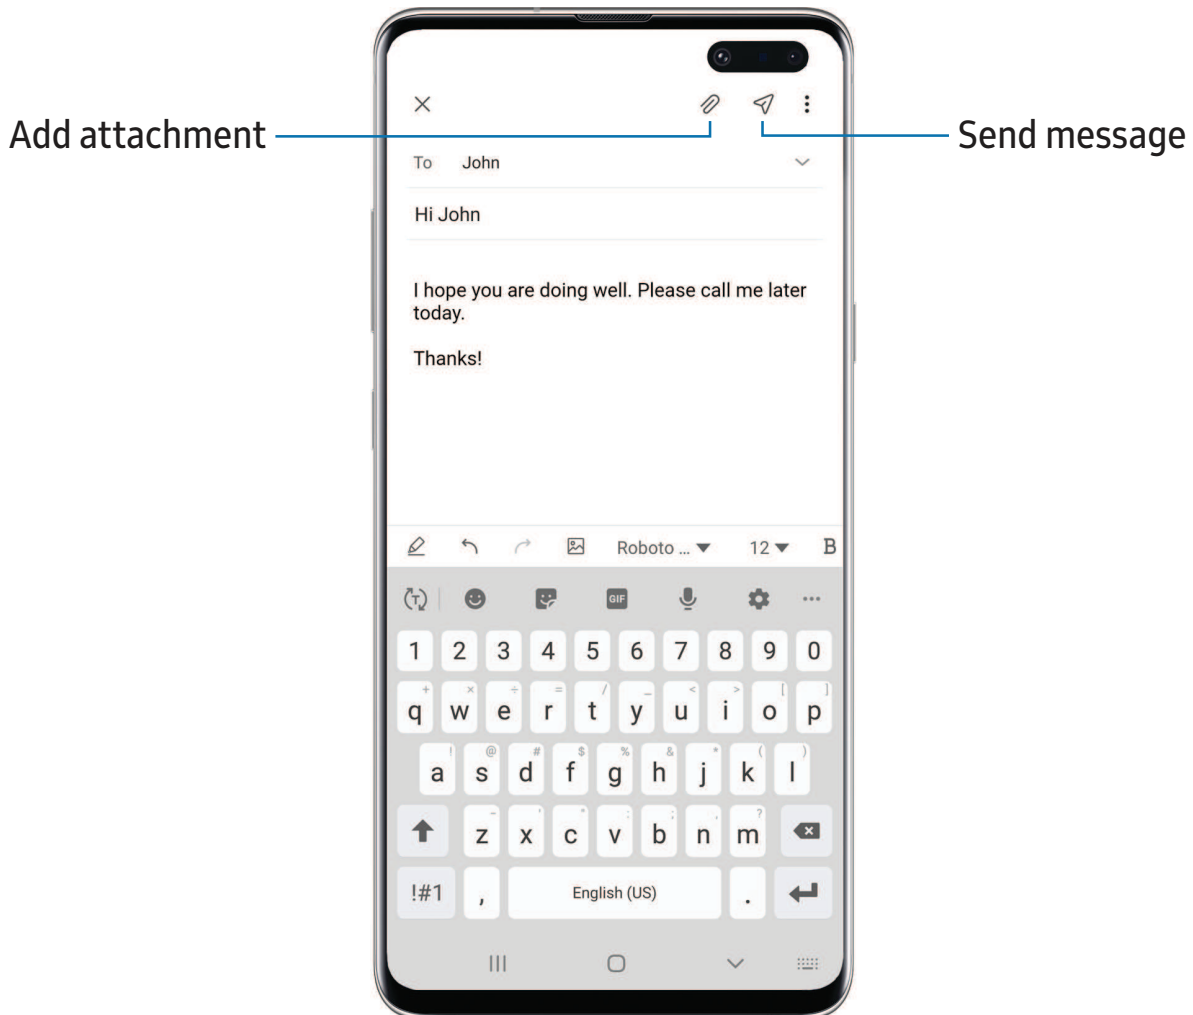 Add attachment
Send message
To John
Hi John
I hope you are doing well. Please call me later
today.
Thanks!
Roboto ... 12 B
T GIF
1 2 3 4 5 6 7 8 9 0
+ × ÷ = / _ < > [ ]
q w e r t y u i o p
! @ # $ % & * ( )
a s d f g h j k l
- ' " : ; , ?
z x c v b n m
!#1 , English (US) .